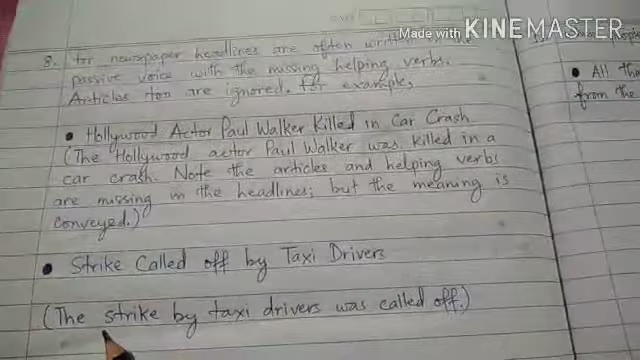 Made with KINEMASTER
8. for newspaper headlines are often written in the
passive voice with the missing helping verbs.
Articles too are ignored. For example,
• Hollywood Actor Paul Walker Killed in Car Crash
(The Hollywood actor Paul Walker was killed in a
car crash. Note the articles and helping verbs
are missing in the headlines; but the meaning is
conveyed.)
• Strike Called off by Taxi Drivers
(The strike by taxi drivers was called off.)
• All
from the